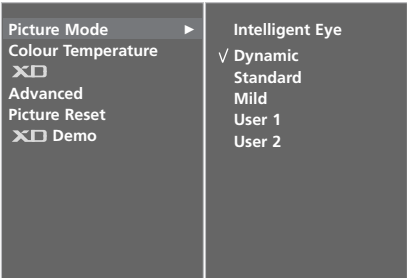 Picture Mode ►
Colour Temperature
XD
Advanced
Picture Reset
XD Demo
Intelligent Eye
√ Dynamic
Standard
Mild
User 1
User 2